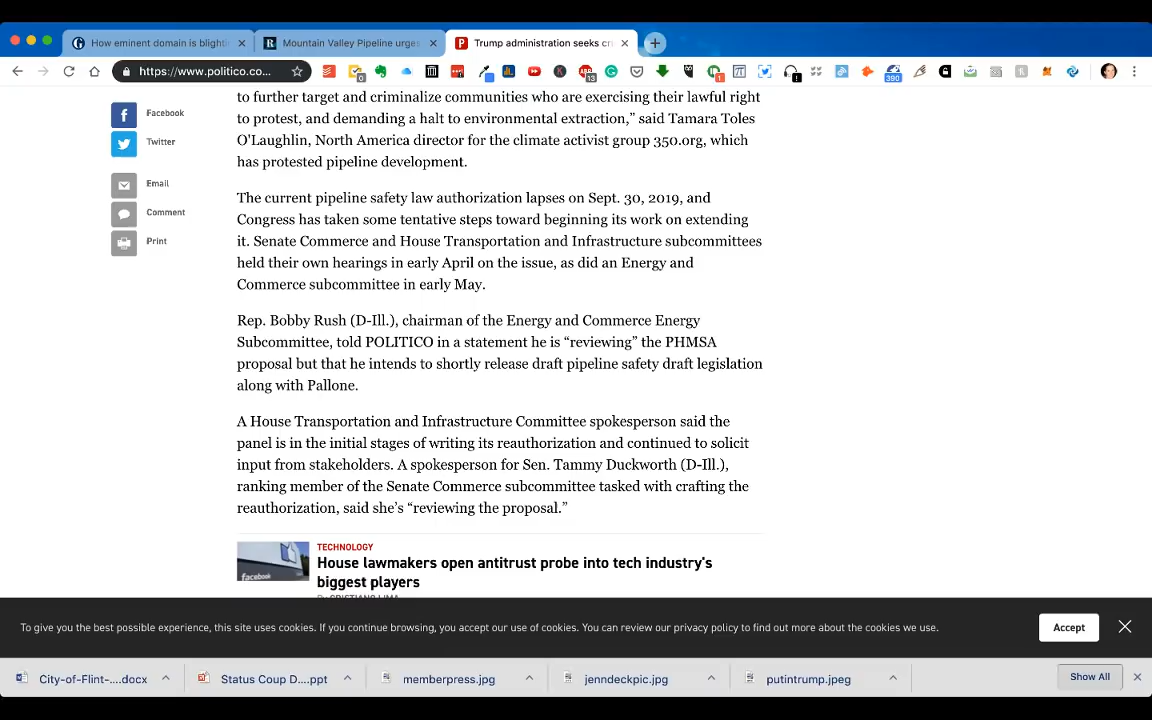 How eminent domain is blighti
Mountain Valley Pipeline urges
Trump administration seeks cri
https://www.politico.co...
to further target and criminalize communities who are exercising their lawful right
to protest, and demanding a halt to environmental extraction,” said Tamara Toles
O'Laughlin, North America director for the climate activist group 350.org, which
has protested pipeline development.
Facebook
Twitter
Email
Comment
Print
The current pipeline safety law authorization lapses on Sept. 30, 2019, and
Congress has taken some tentative steps toward beginning its work on extending
it. Senate Commerce and House Transportation and Infrastructure subcommittees
held their own hearings in early April on the issue, as did an Energy and
Commerce subcommittee in early May.
Rep. Bobby Rush (D-Ill.), chairman of the Energy and Commerce Energy
Subcommittee, told POLITICO in a statement he is “reviewing” the PHMSA
proposal but that he intends to shortly release draft pipeline safety draft legislation
along with Pallone.
A House Transportation and Infrastructure Committee spokesperson said the
panel is in the initial stages of writing its reauthorization and continued to solicit
input from stakeholders. A spokesperson for Sen. Tammy Duckworth (D-Ill.),
ranking member of the Senate Commerce subcommittee tasked with crafting the
reauthorization, said she’s “reviewing the proposal.”
facebook
TECHNOLOGY
House lawmakers open antitrust probe into tech industry's
biggest players
By CRISTIANO LIMA
To give you the best possible experience, this site uses cookies. If you continue browsing, you accept our use of cookies. You can review our privacy policy to find out more about the cookies we use.
Accept
City-of-Flint-....docx
Status Coup D....ppt
memberpress.jpg
jenndeckpic.jpg
putintrump.jpeg
Show All